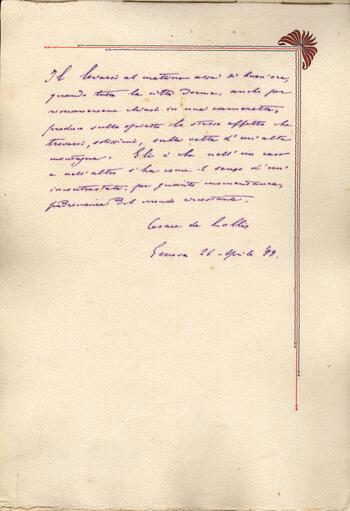 Il levarsi al mattino assai di buon'ora,
quando tutta la città dorme, anche per
rimanersene chiusi in una cameretta,
produce sullo spirito lo stesso effetto che
trovarsi, solissimi, sulla vetta d'un'alta
montagna. Egli è che nell'un caso
e nell'altro s'ha come il senso d'un'
incontrastata, per quanto momentanea,
padronanza del mondo circostante.
Cesare de Lollis
Genova 26 Aprile '99.